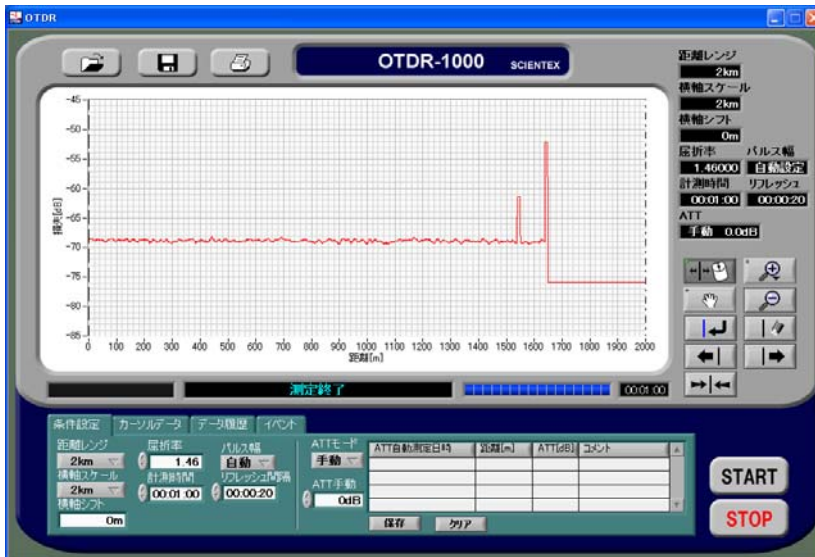 OTDR
OTDR-1000 SCIENTEX
距離レンジ
2km
横軸スケール
2km
横軸シフト
0m
屈折率 パルス幅
1.46000 自動設定
計測時間 リフレッシュ
00:01:00 00:00:20
ATT
手動 0.0dB
損失[dB]
-45
-50
-55
-60
-65
-70
-75
-80
-85
0 100 200 300 400 500 600 700 800 900 1000 1100 1200 1300 1400 1500 1600 1700 1800 1900 2000
距離[m]
測定終了
00:01:00
条件設定 カーソルデータ データ履歴 イベント
距離レンジ 屈折率 パルス幅
2km 1.46 自動
横軸スケール 計測時間 リフレッシュ間隔
2km 00:01:00 00:00:20
横軸シフト
0m
ATTモード
手動
ATT手動
0dB
ATT自動測定日時 距離[m] ATT[dB] コメント
保存 クリア
START
STOP